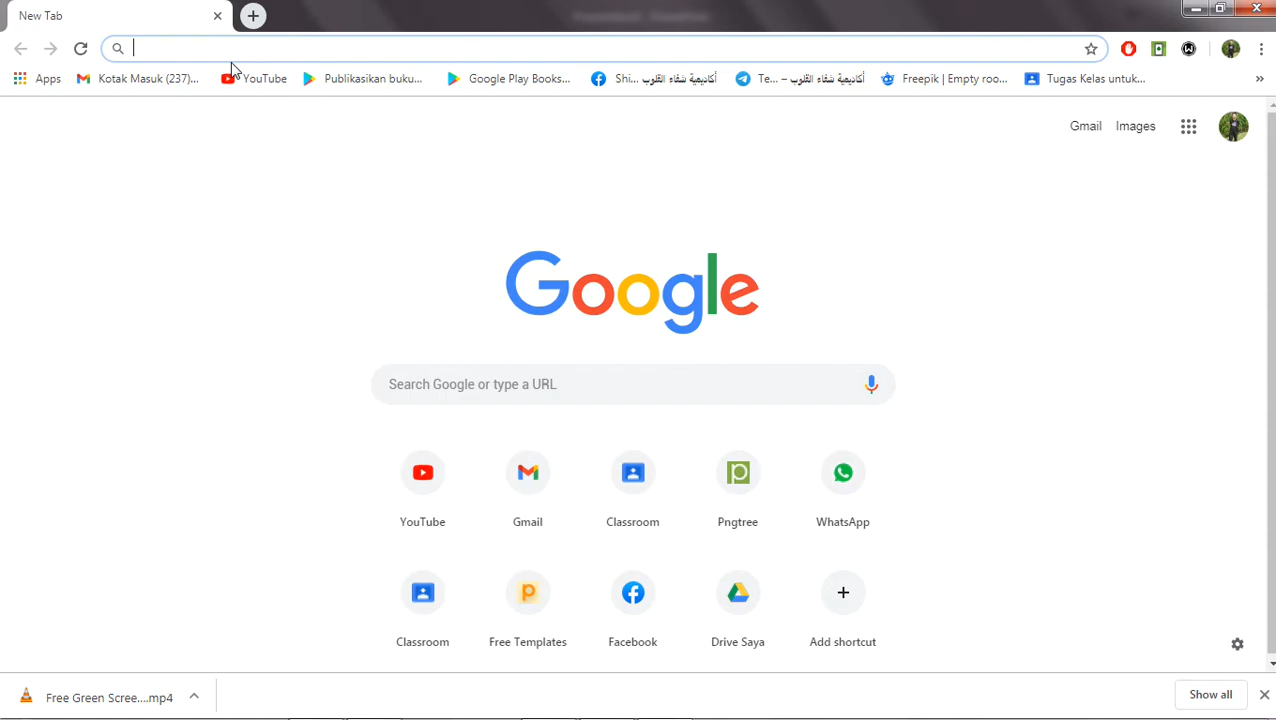 New Tab
Apps
Kotak Masuk (237)...
YouTube
Publikasikan buku...
Google Play Books...
Shi... أكاديمية شفاء القلوب
Te... – أكاديمية شفاء القلوب
Freepik | Empty roo...
Tugas Kelas untuk...
»
Gmail
Images
Google
Search Google or type a URL
YouTube
Gmail
Classroom
Pngtree
WhatsApp
Classroom
Free Templates
Facebook
Drive Saya
Add shortcut
Free Green Scree....mp4
Show all